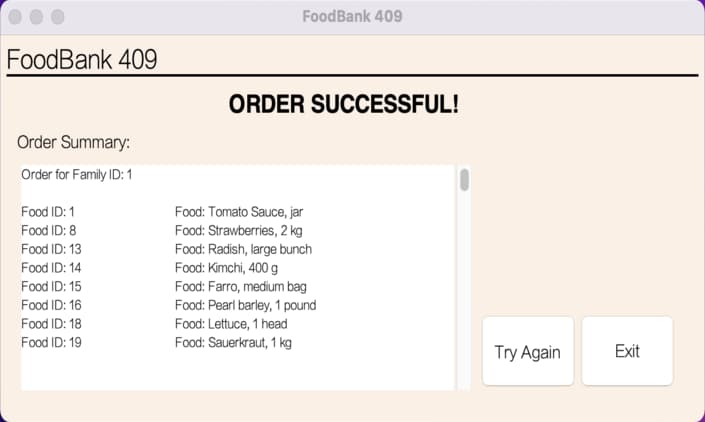 FoodBank 409
FoodBank 409
ORDER SUCCESSFUL!
Order Summary:
Order for Family ID: 1
Food ID: 1 Food: Tomato Sauce, jar
Food ID: 8 Food: Strawberries, 2 kg
Food ID: 13 Food: Radish, large bunch
Food ID: 14 Food: Kimchi, 400 g
Food ID: 15 Food: Farro, medium bag
Food ID: 16 Food: Pearl barley, 1 pound
Food ID: 18 Food: Lettuce, 1 head
Food ID: 19 Food: Sauerkraut, 1 kg
Try Again Exit